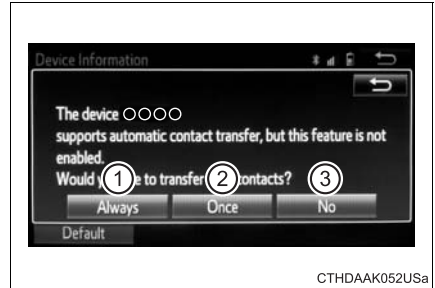 Device Information
The device ○○○○
supports automatic contact transfer, but this feature is not
enabled.
Would to transfer contacts?
1 2 3
Always Once No
Default
CTHDAAK052USa